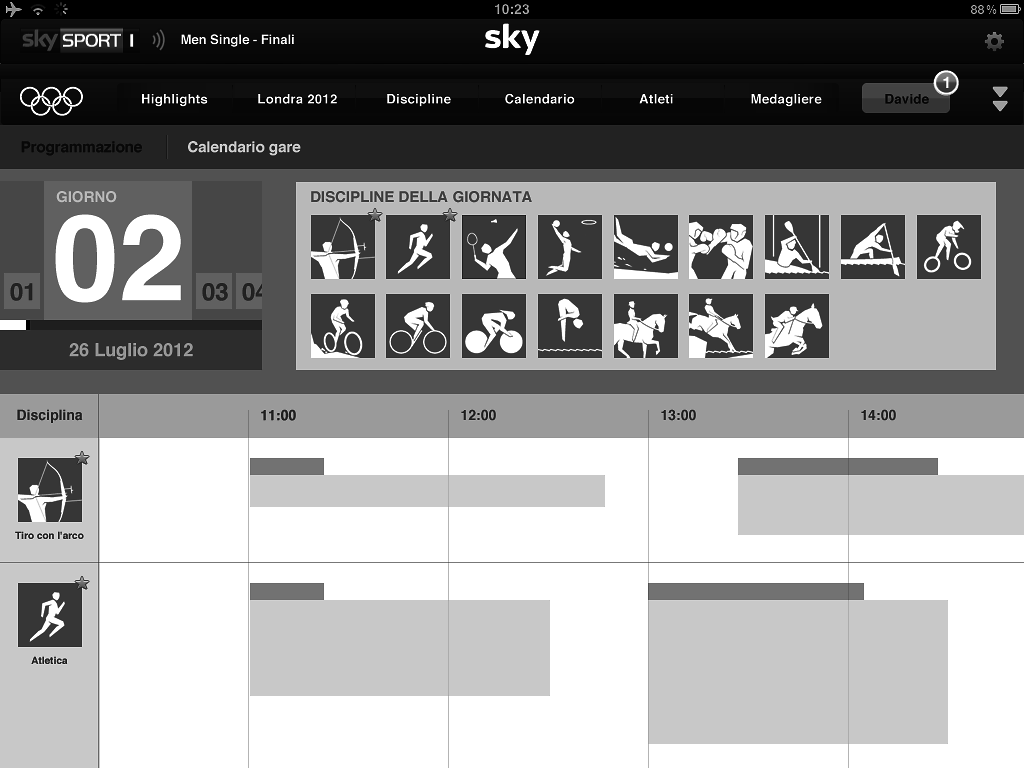 10:23
88 %
sky SPORT 1 Men Single - Finali
sky
Highlights Londra 2012 Discipline Calendario Atleti Medagliere Davide 1
Programmazione Calendario gare
GIORNO
01 02 03 04
26 Luglio 2012
DISCIPLINE DELLA GIORNATA
Disciplina 11:00 12:00 13:00 14:00
Tiro con l'arco
Atletica